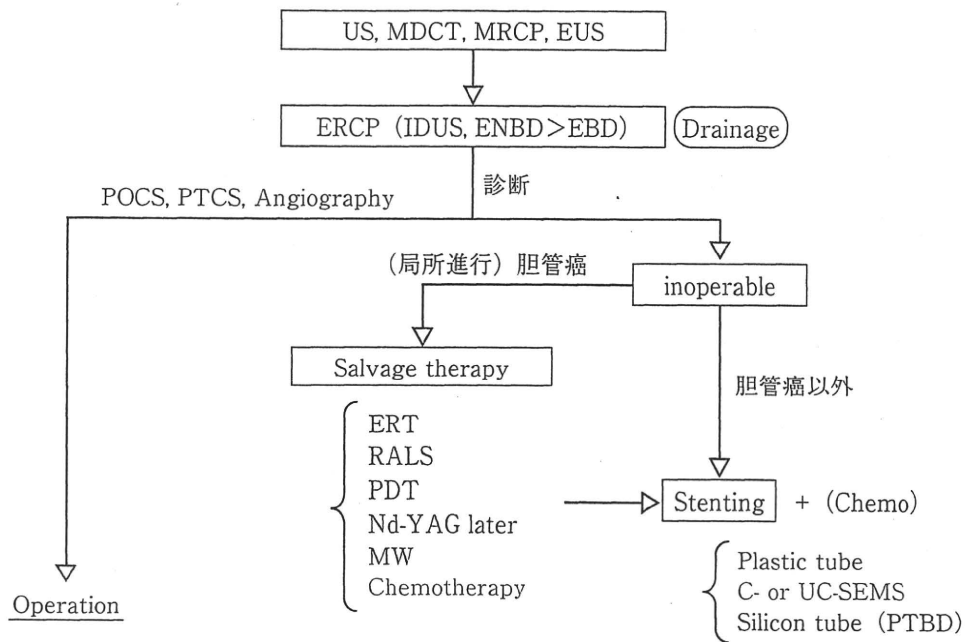 US, MDCT, MRCP, EUS
ERCP (IDUS, ENBD>EBD)
Drainage
診断
POCS, PTCS, Angiography
(局所進行) 胆管癌
inoperable
Salvage therapy
胆管癌以外
ERT
RALS
PDT
Nd-YAG later
MW
Chemotherapy
Stenting + (Chemo)
Plastic tube
C- or UC-SEMS
Silicon tube (PTBD)
Operation